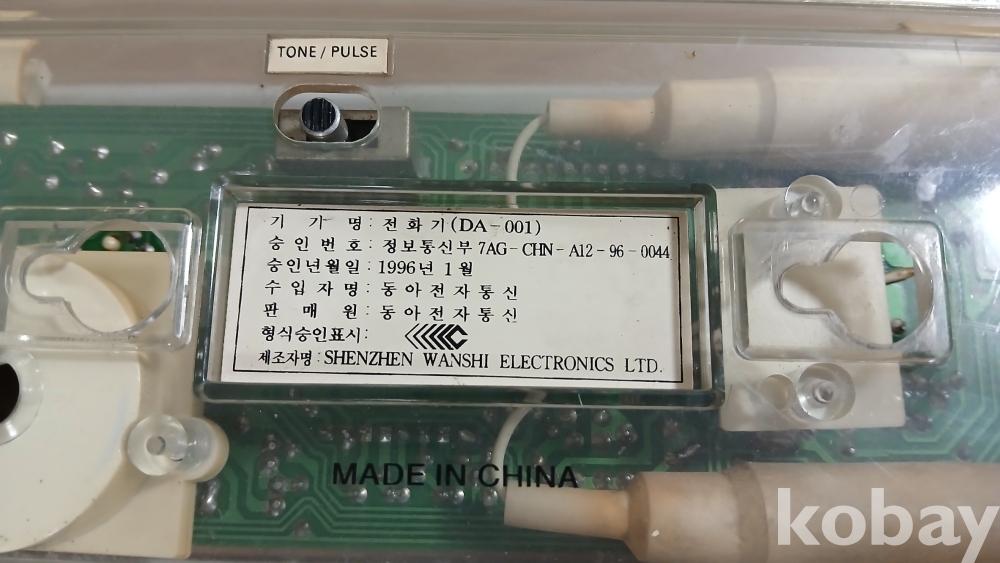 TONE / PULSE
기 기 명 : 전화기(DA-001)
승인번호 : 정보통신부 7AG-CHN-A12-96-0044
승인년월일 : 1996년 1월
수입자명 : 동아전자통신
판 매 원 : 동아전자통신
형식승인표시 :
제조자명 : SHENZHEN WANSHI ELECTRONICS LTD.
MADE IN CHINA
kobay